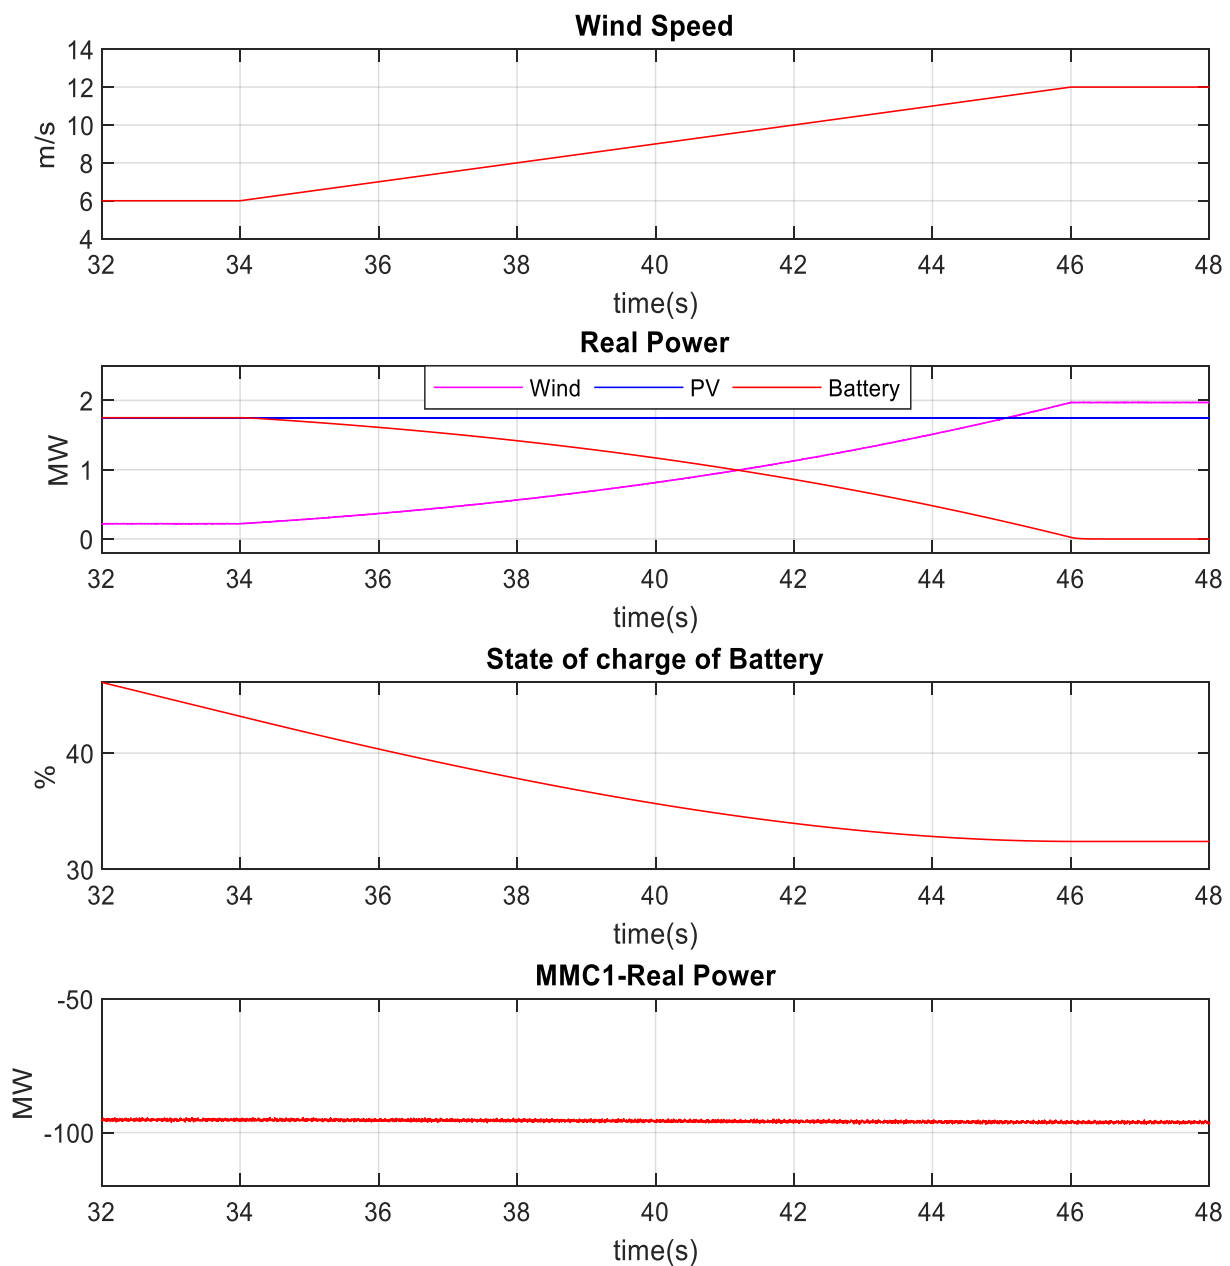 Wind Speed
14
12
10
8
6
4
m/s
32 34 36 38 40 42 44 46 48
time(s)
Real Power
Wind PV Battery
2
1
0
MW
32 34 36 38 40 42 44 46 48
time(s)
State of charge of Battery
40
30
%
32 34 36 38 40 42 44 46 48
time(s)
MMC1-Real Power
-50
-100
MW
32 34 36 38 40 42 44 46 48
time(s)